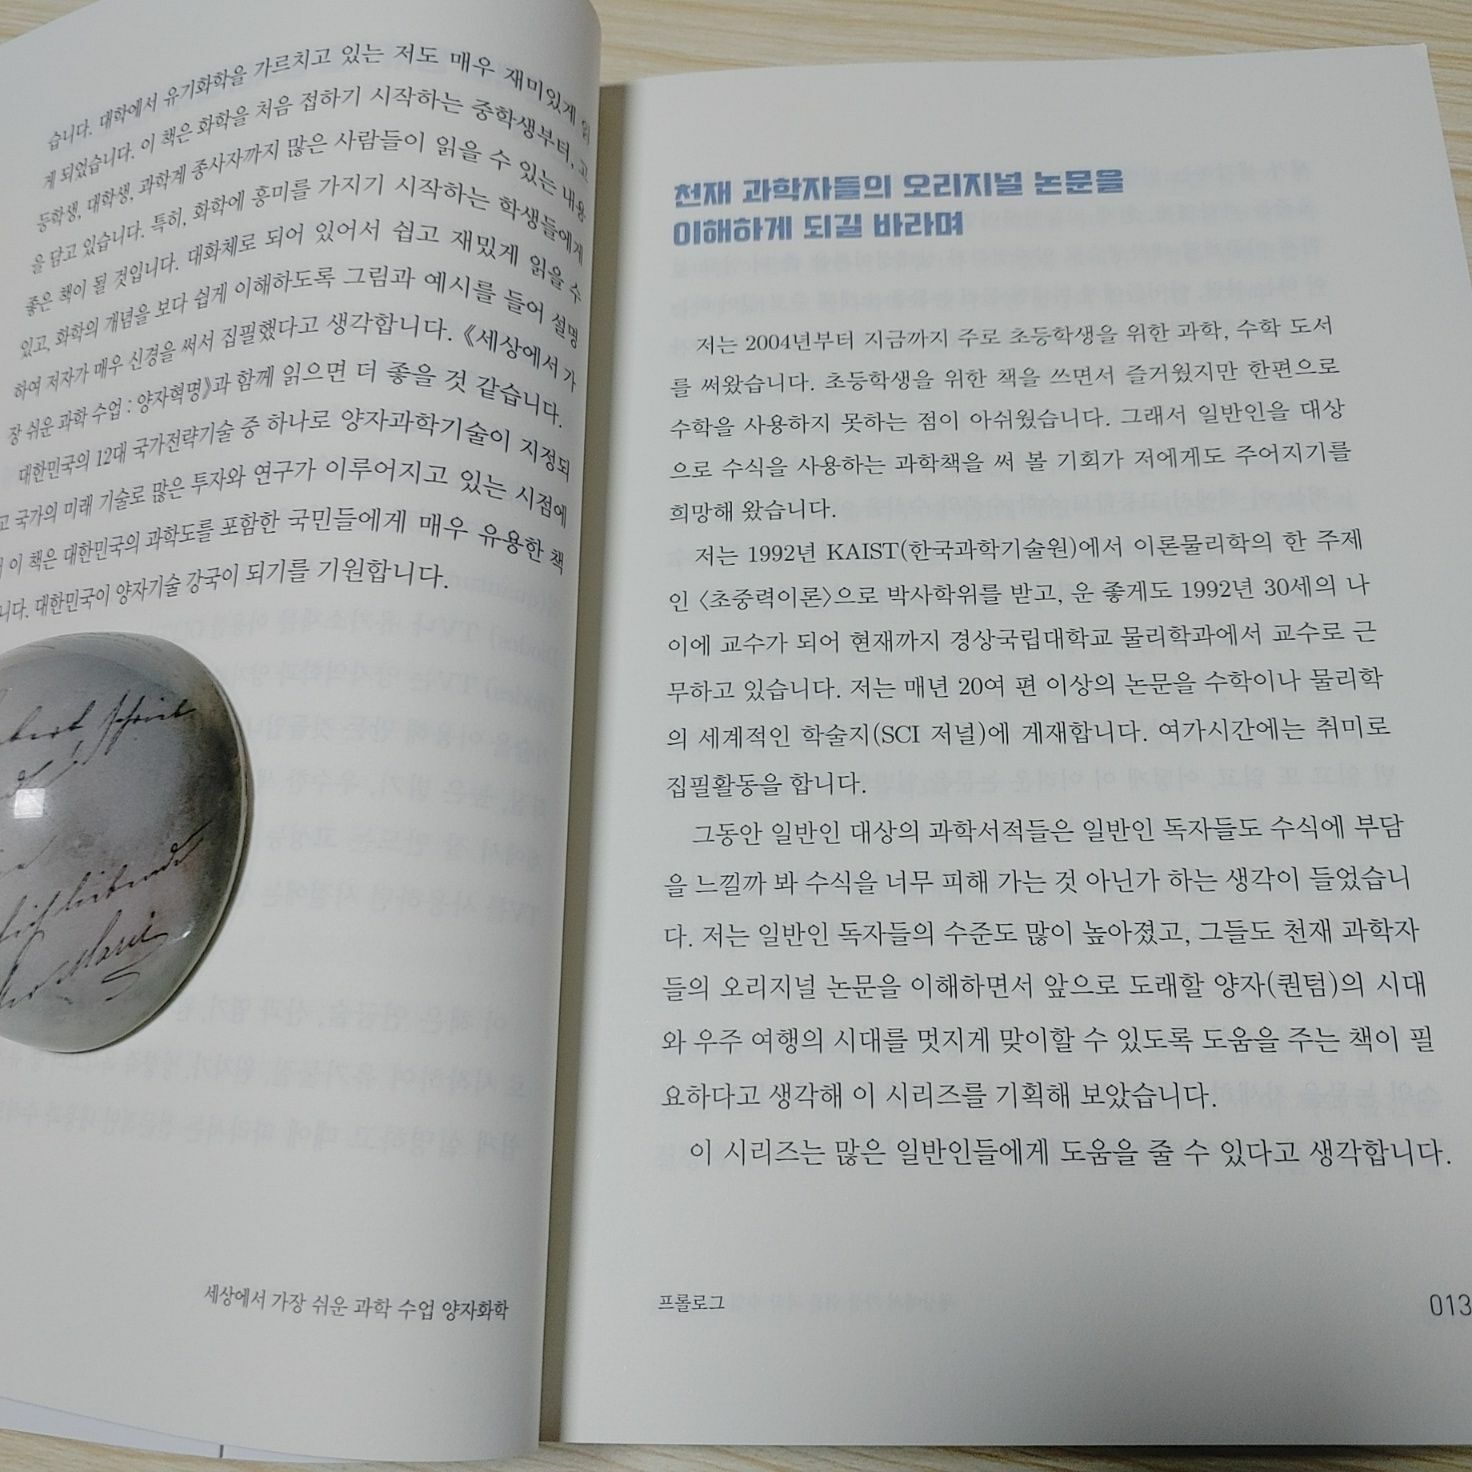 습니다. 대학에서 유기화학을 가르치고 있는 저도 매우 재미있게 읽
게 되었습니다. 이 책은 화학을 처음 접하기 시작하는 중학생부터, 고
등학생, 대학생, 과학계 종사자까지 많은 사람들이 읽을 수 있는 내용
을 담고 있습니다. 특히, 화학에 흥미를 가지기 시작하는 학생들에게
좋은 책이 될 것입니다. 대화체로 되어 있어서 쉽고 재밌게 읽을 수
있고, 화학의 개념을 보다 쉽게 이해하도록 그림과 예시를 들어 설명
하여 저자가 매우 신경을 써서 집필했다고 생각합니다. 《세상에서 가
장 쉬운 과학 수업 : 양자혁명》과 함께 읽으면 더 좋을 것 같습니다.
대한민국의 12대 국가전략기술 중 하나로 양자과학기술이 지정되
고 국가의 미래 기술로 많은 투자와 연구가 이루어지고 있는 시점에
이 책은 대한민국의 과학도를 포함한 국민들에게 매우 유용한 책
니다. 대한민국이 양자기술 강국이 되기를 기원합니다.
세상에서 가장 쉬운 과학 수업 양자화학
천재 과학자들의 오리지널 논문을
이해하게 되길 바라며
저는 2004년부터 지금까지 주로 초등학생을 위한 과학, 수학 도서
를 써왔습니다. 초등학생을 위한 책을 쓰면서 즐거웠지만 한편으로
수학을 사용하지 못하는 점이 아쉬웠습니다. 그래서 일반인을 대상
으로 수식을 사용하는 과학책을 써 볼 기회가 저에게도 주어지기를
희망해 왔습니다.
저는 1992년 KAIST(한국과학기술원)에서 이론물리학의 한 주제
인 〈초중력이론〉으로 박사학위를 받고, 운 좋게도 1992년 30세의 나
이에 교수가 되어 현재까지 경상국립대학교 물리학과에서 교수로 근
무하고 있습니다. 저는 매년 20여 편 이상의 논문을 수학이나 물리학
의 세계적인 학술지(SCI 저널)에 게재합니다. 여가시간에는 취미로
집필활동을 합니다.
그동안 일반인 대상의 과학서적들은 일반인 독자들도 수식에 부담
을 느낄까 봐 수식을 너무 피해 가는 것 아닌가 하는 생각이 들었습니
다. 저는 일반인 독자들의 수준도 많이 높아졌고, 그들도 천재 과학자
들의 오리지널 논문을 이해하면서 앞으로 도래할 양자(퀀텀)의 시대
와 우주 여행의 시대를 멋지게 맞이할 수 있도록 도움을 주는 책이 필
요하다고 생각해 이 시리즈를 기획해 보았습니다.
이 시리즈는 많은 일반인들에게 도움을 줄 수 있다고 생각합니다.
프롤로그
013